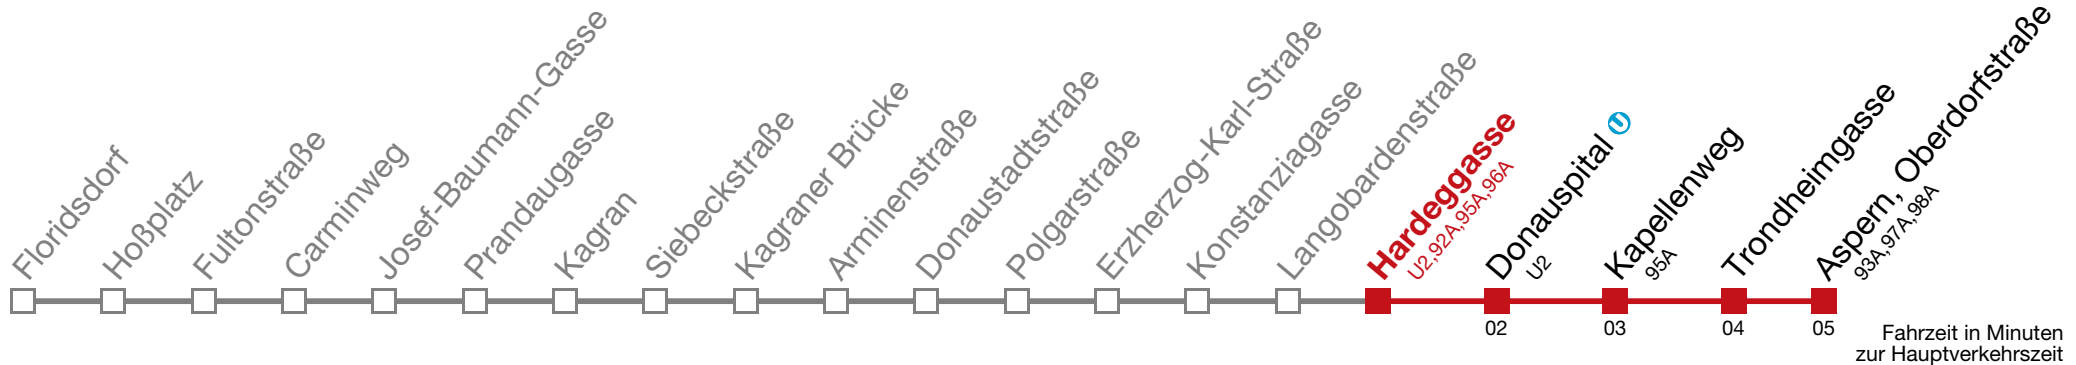 Floridsdorf
Hoßplatz
Fultonstraße
Carminweg
Josef-Baumann-Gasse
Prandaugasse
Kagran
Siebeckstraße
Kagraner Brücke
Arminenstraße
Donaustadtstraße
Polgarstraße
Erzherzog-Karl-Straße
Konstanziagasse
Langobardenstraße
Hardeggasse
U2,92A,95A,96A
Donauspital U
U2
Kapellenweg
95A
Trondheimgasse
Aspern, Oberdorfstraße
93A,97A,98A
02 03 04 05
Fahrzeit in Minuten
zur Hauptverkehrszeit